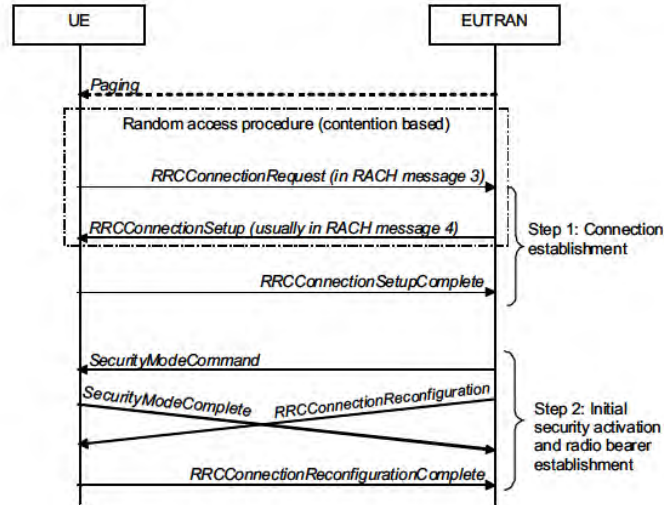 UE
EUTRAN
Paging
Random access procedure (contention based)
RRCConnectionRequest (in RACH message 3)
RRCConnectionSetup (usually in RACH message 4)
Step 1: Connection
establishment
RRCConnectionSetupComplete
SecurityModeCommand
SecurityModeComplete
RRCConnectionReconfiguration
Step 2: Initial
security activation
and radio bearer
establishment
RRCConnectionReconfigurationComplete